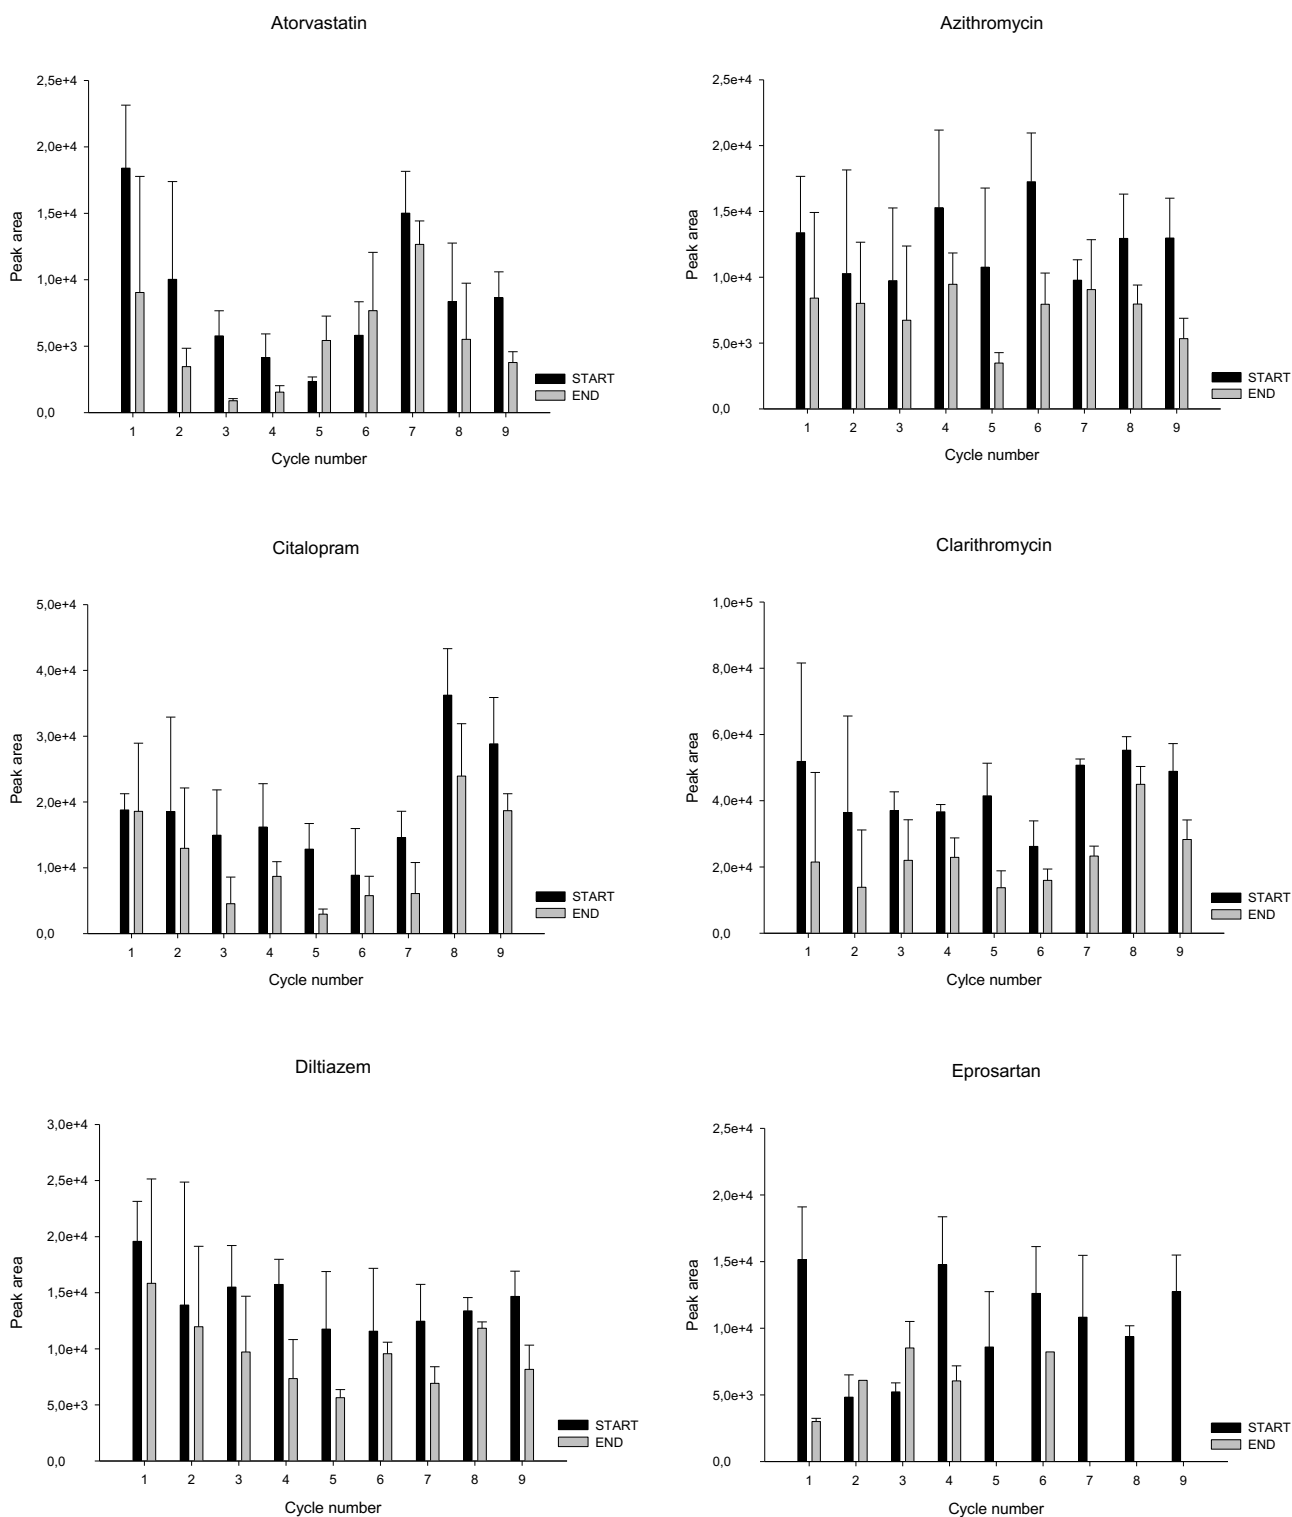 Atorvastatin
2,5e+4
2,0e+4
1,5e+4
1,0e+4
5,0e+3
0,0
Peak area
1 2 3 4 5 6 7 8 9
Cycle number
START
END
Azithromycin
2,5e+4
2,0e+4
1,5e+4
1,0e+4
5,0e+3
0,0
Peak area
1 2 3 4 5 6 7 8 9
Cycle number
START
END
Citalopram
5,0e+4
4,0e+4
3,0e+4
2,0e+4
1,0e+4
0,0
Peak area
1 2 3 4 5 6 7 8 9
Cycle number
START
END
Clarithromycin
1,0e+5
8,0e+4
6,0e+4
4,0e+4
2,0e+4
0,0
Peak area
1 2 3 4 5 6 7 8 9
Cylce number
START
END
Diltiazem
3,0e+4
2,5e+4
2,0e+4
1,5e+4
1,0e+4
5,0e+3
0,0
Peak area
1 2 3 4 5 6 7 8 9
Cycle number
START
END
Eprosartan
2,5e+4
2,0e+4
1,5e+4
1,0e+4
5,0e+3
0,0
Peak area
1 2 3 4 5 6 7 8 9
Cycle number
START
END